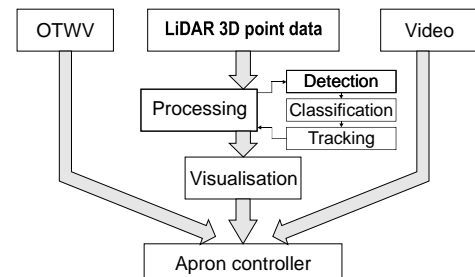 OTWV
LiDAR 3D point data
Video
Processing
Detection
Classification
Tracking
Visualisation
Apron controller